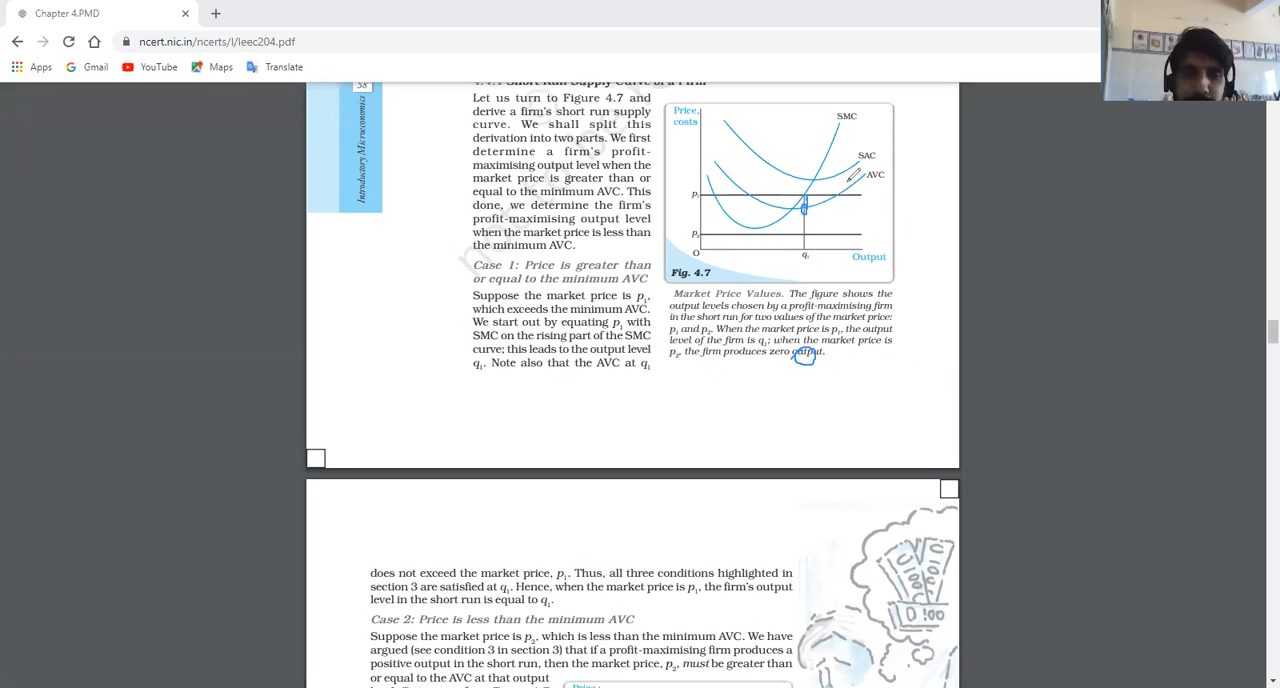 Chapter 4.PMD
ncert.nic.in/ncerts/l/leec204.pdf
Apps Gmail YouTube Maps Translate
58
Introductory Microeconomics
Let us turn to Figure 4.7 and
derive a firm's short run supply
curve. We shall split this
derivation into two parts. We first
determine a firm's profit-
maximising output level when the
market price is greater than or
equal to the minimum AVC. This
done, we determine the firm's
profit-maximising output level
when the market price is less than
the minimum AVC.
Case 1: Price is greater than
or equal to the minimum AVC
Suppose the market price is p1,
which exceeds the minimum AVC.
We start out by equating p1 with
SMC on the rising part of the SMC
curve; this leads to the output level
q1. Note also that the AVC at q1
Price,
costs
SMC
SAC
AVC
p1
p2
O
q1
Output
Fig. 4.7
Market Price Values. The figure shows the
output levels chosen by a profit-maximising firm
in the short run for two values of the market price:
p1 and p2. When the market price is p1, the output
level of the firm is q1; when the market price is
p2, the firm produces zero output.
does not exceed the market price, p1. Thus, all three conditions highlighted in
section 3 are satisfied at q1. Hence, when the market price is p1, the firm's output
level in the short run is equal to q1.
Case 2: Price is less than the minimum AVC
Suppose the market price is p2, which is less than the minimum AVC. We have
argued (see condition 3 in section 3) that if a profit-maximising firm produces a
positive output in the short run, then the market price, p2, must be greater than
or equal to the AVC at that output